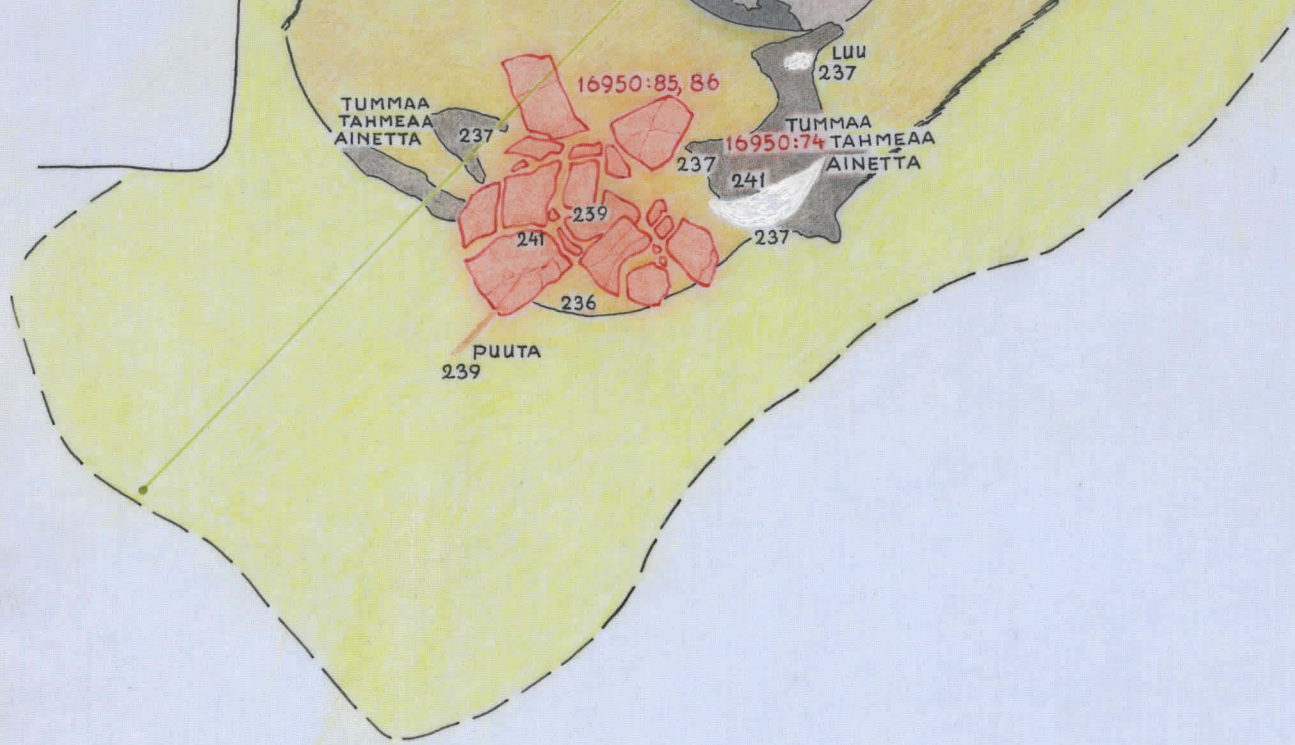 LUU
237
16950:85, 86
TUMMAA
TAHMEAA
AINETTA
237
TUMMAA
16950:74 TAHMEAA
AINETTA
237
241
237
239
241
236
PUUTA
239